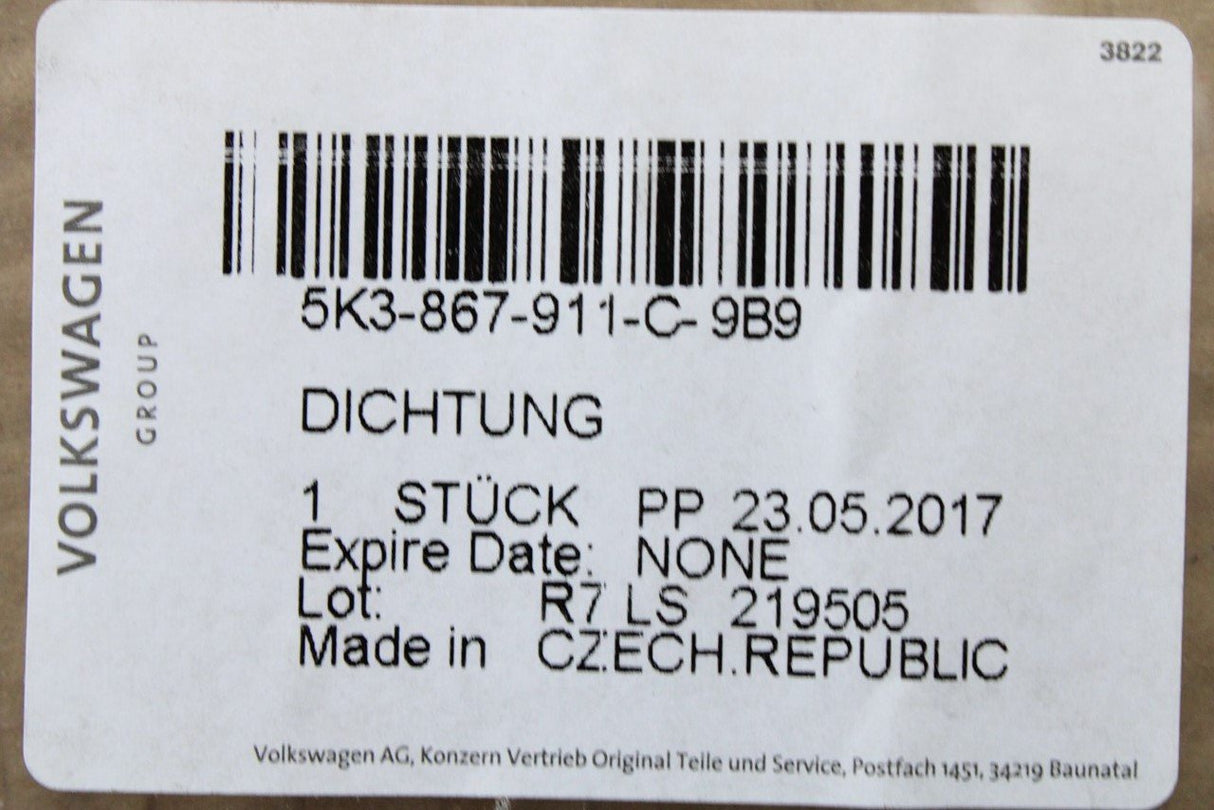 3822
VOLKSWAGEN
GROUP
5K3-867-911-C- 9B9
DICHTUNG
1 STÜCK PP 23.05.2017
Expire Date: NONE
Lot: R7 LS 219505
Made in CZECH.REPUBLIC
Volkswagen AG, Konzern Vertrieb Original Teile und Service, Postfach 1451, 34219 Baunatal